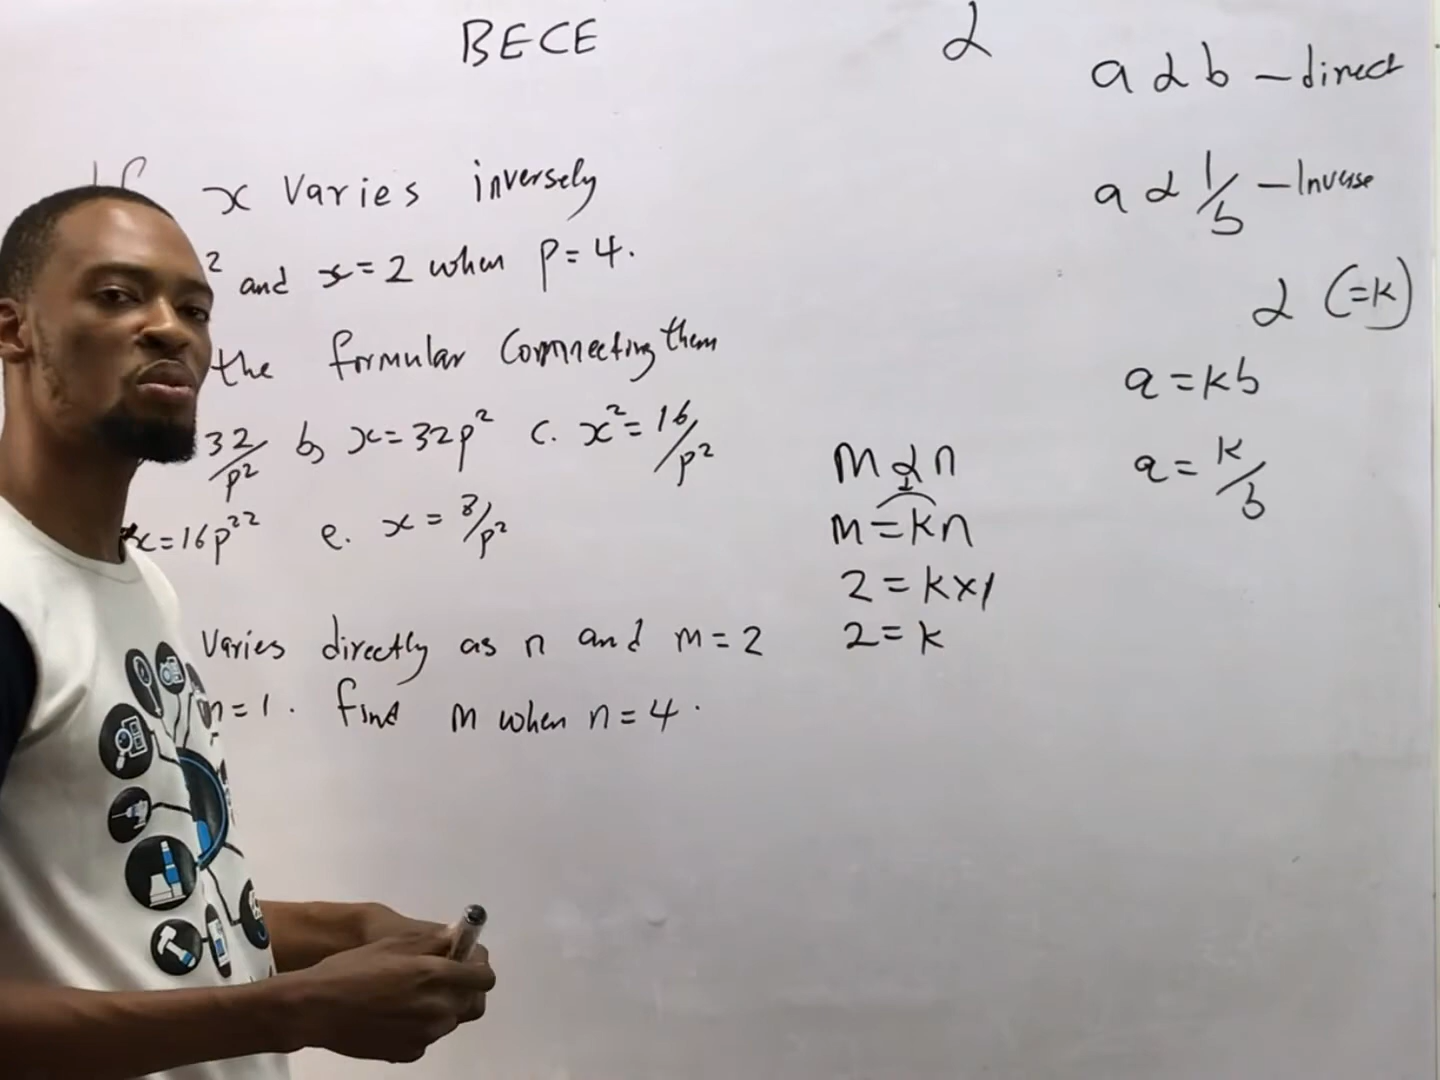 BECE
x varies inversely
2 and x=2 when p=4.
the formular Connecting them
32/p² b, x=32p² c. x²=16/p²
x=16p²² e. x=8/p²
Varies directly as n and m=2
n=1. find m when n=4.
m α n
m=kn
2=k×1
2=k
α
a α b – direct
a α 1/b – Inverse
α (=k)
a=kb
a=k/b